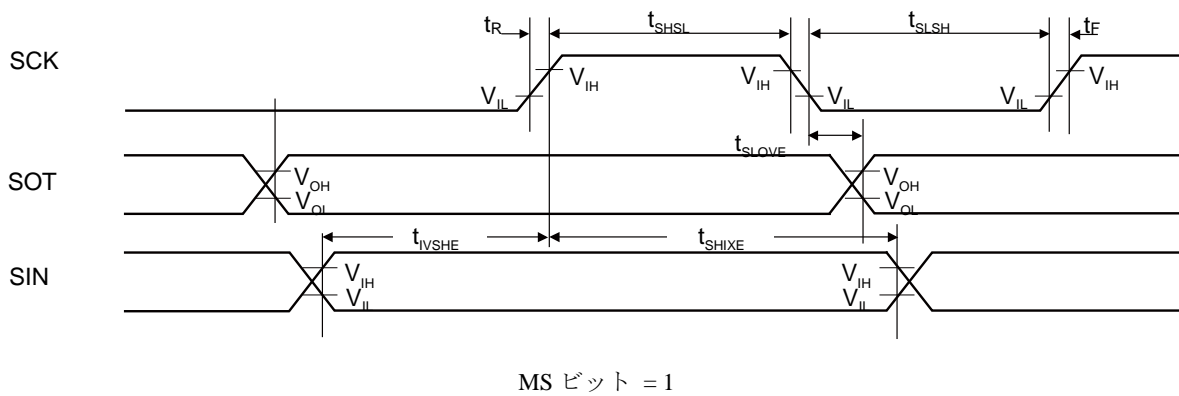 tR tSHSL tSLSH tF
SCK
VIH VIH VIH
VIL VIL VIL
tSLOVE
SOT
VOH VOH
VOL VOL
tIVSHE tSHIXE
SIN
VIH VIH
VIL VIL
MS ビット = 1